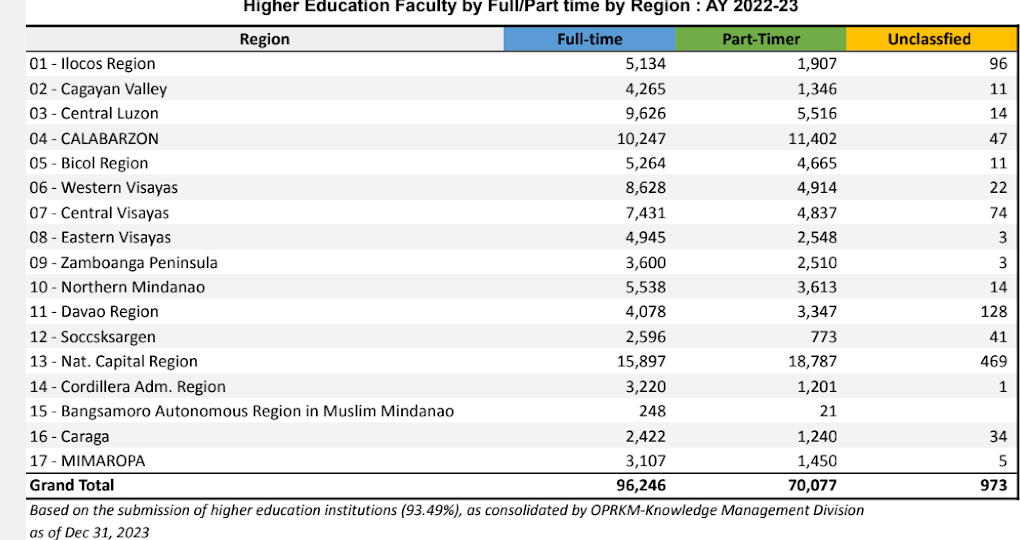 Higher Education Faculty by Full/Part time by Region : AY 2022-23
Region Full-time Part-Timer Unclassfied
01 - Ilocos Region 5,134 1,907 96
02 - Cagayan Valley 4,265 1,346 11
03 - Central Luzon 9,626 5,516 14
04 - CALABARZON 10,247 11,402 47
05 - Bicol Region 5,264 4,665 11
06 - Western Visayas 8,628 4,914 22
07 - Central Visayas 7,431 4,837 74
08 - Eastern Visayas 4,945 2,548 3
09 - Zamboanga Peninsula 3,600 2,510 3
10 - Northern Mindanao 5,538 3,613 14
11 - Davao Region 4,078 3,347 128
12 - Soccsksargen 2,596 773 41
13 - Nat. Capital Region 15,897 18,787 469
14 - Cordillera Adm. Region 3,220 1,201 1
15 - Bangsamoro Autonomous Region in Muslim Mindanao 248 21
16 - Caraga 2,422 1,240 34
17 - MIMAROPA 3,107 1,450 5
Grand Total 96,246 70,077 973
Based on the submission of higher education institutions (93.49%), as consolidated by OPRKM-Knowledge Management Division
as of Dec 31, 2023